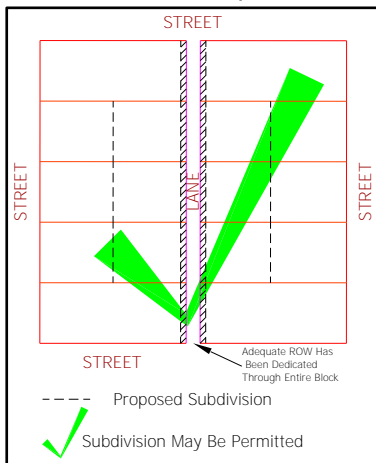 STREET
STREET
LANE
STREET
STREET
Adequate ROW Has
Been Dedicated
Through Entire Block
Proposed Subdivision
Subdivision May Be Permitted